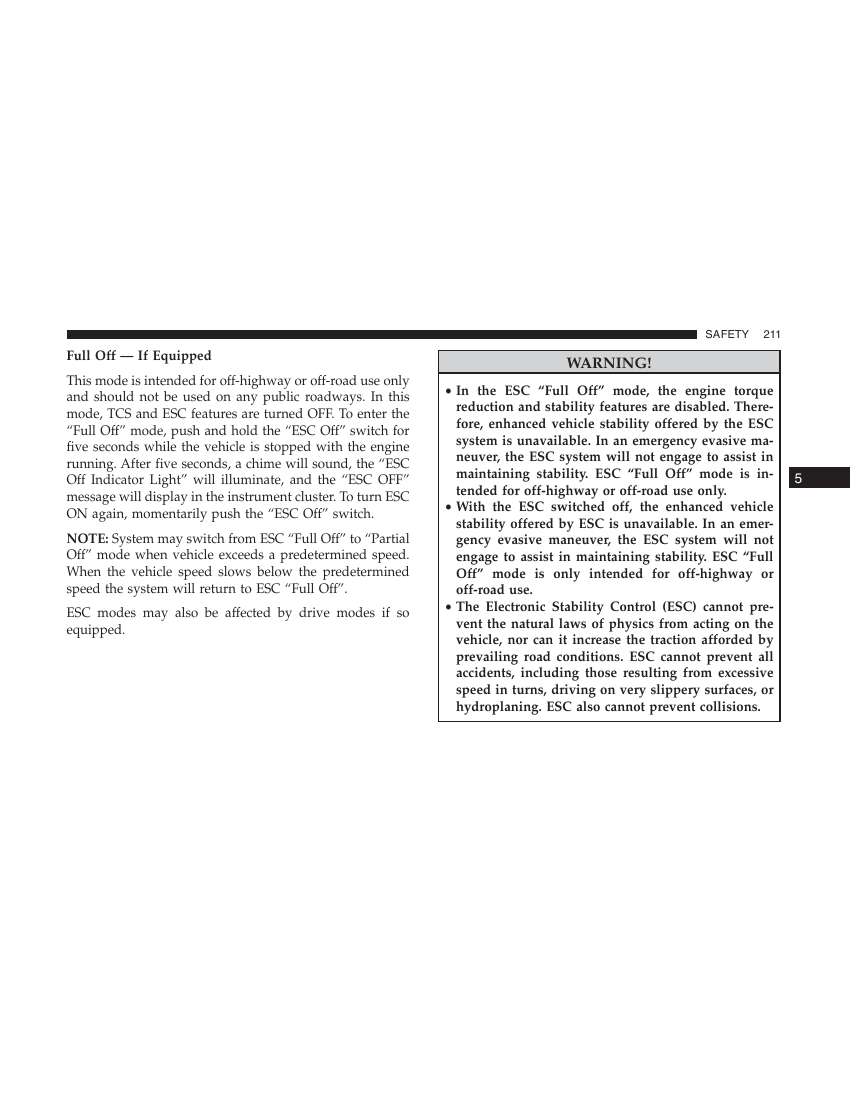 SAFETY 211
Full Off — If Equipped
This mode is intended for off-highway or off-road use only
and should not be used on any public roadways. In this
mode, TCS and ESC features are turned OFF. To enter the
“Full Off” mode, push and hold the “ESC Off” switch for
five seconds while the vehicle is stopped with the engine
running. After five seconds, a chime will sound, the “ESC
Off Indicator Light” will illuminate, and the “ESC OFF”
message will display in the instrument cluster. To turn ESC
ON again, momentarily push the “ESC Off” switch.
NOTE: System may switch from ESC “Full Off” to “Partial
Off” mode when vehicle exceeds a predetermined speed.
When the vehicle speed slows below the predetermined
speed the system will return to ESC “Full Off”.
ESC modes may also be affected by drive modes if so
equipped.
WARNING!
• In the ESC “Full Off” mode, the engine torque
reduction and stability features are disabled. There-
fore, enhanced vehicle stability offered by the ESC
system is unavailable. In an emergency evasive ma-
neuver, the ESC system will not engage to assist in
maintaining stability. ESC “Full Off” mode is in-
tended for off-highway or off-road use only.
• With the ESC switched off, the enhanced vehicle
stability offered by ESC is unavailable. In an emer-
gency evasive maneuver, the ESC system will not
engage to assist in maintaining stability. ESC “Full
Off” mode is only intended for off-highway or
off-road use.
• The Electronic Stability Control (ESC) cannot pre-
vent the natural laws of physics from acting on the
vehicle, nor can it increase the traction afforded by
prevailing road conditions. ESC cannot prevent all
accidents, including those resulting from excessive
speed in turns, driving on very slippery surfaces, or
hydroplaning. ESC also cannot prevent collisions.
5